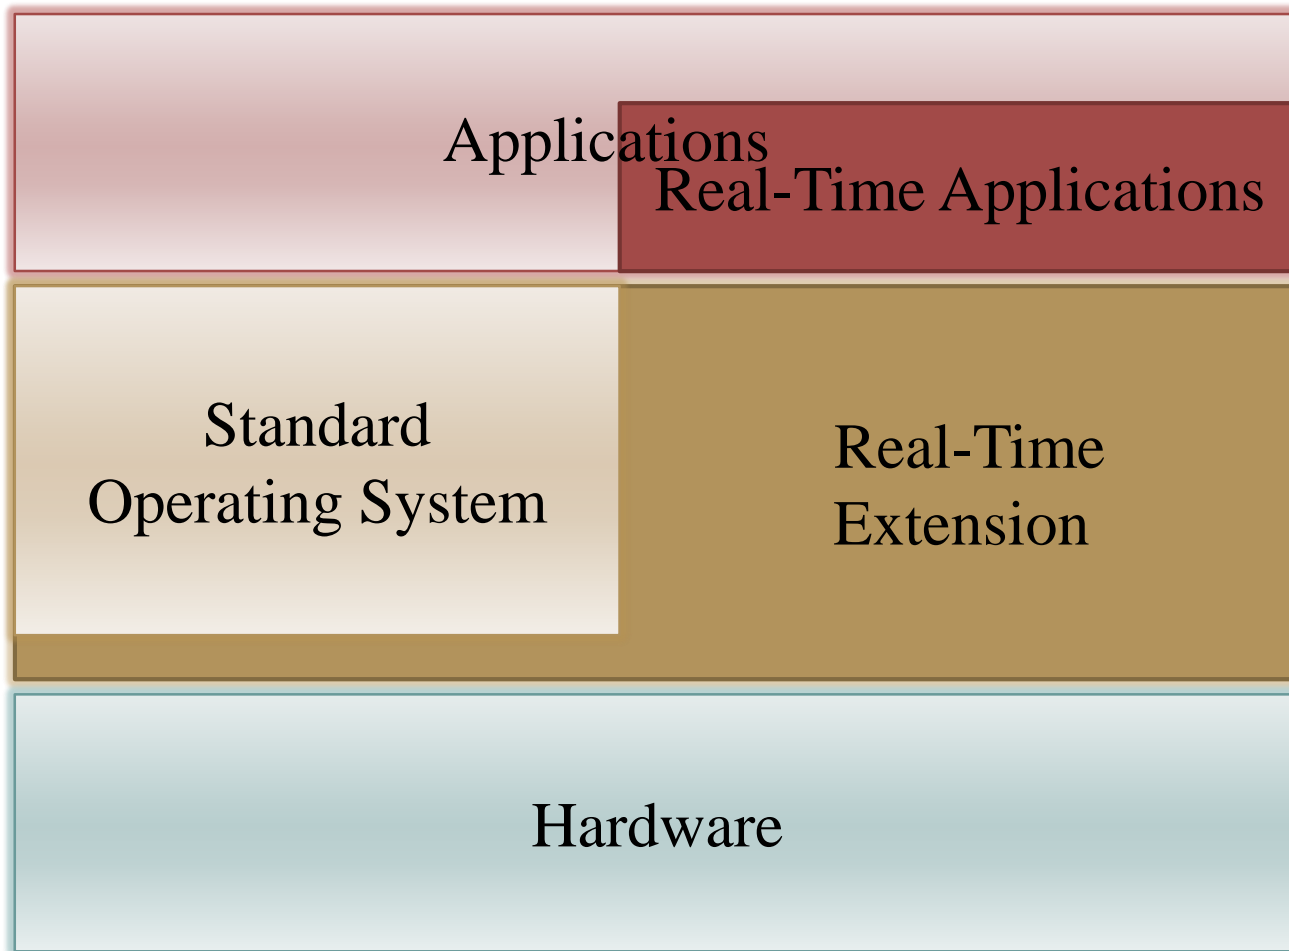 Applications
Real-Time Applications
Standard
Operating System
Real-Time
Extension
Hardware